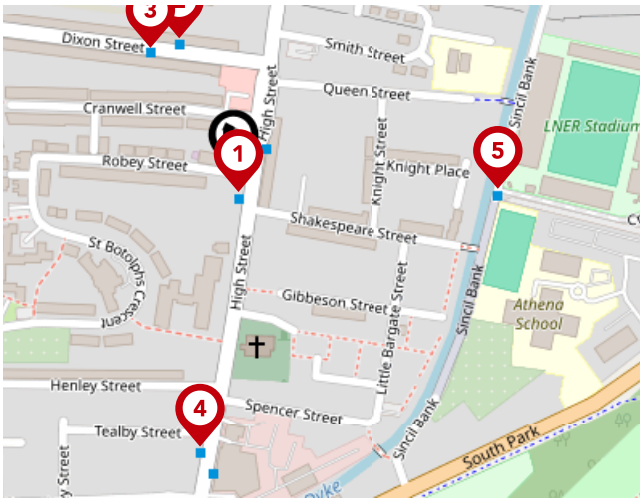 3
Dixon Street
Smith Street
High Street
Sincil Bank
Queen Street
Cranwell Street
LNER Stadium
1
5
Robey Street
Knight Street
Knight Place
Shakespeare Street
St Botolphs Crescent
High Street
Sincil Bank
Gibbeson Street
Athena
School
Little Bargate Street
Henley Street
4
Spencer Street
Tealby Street
Sincil Bank
South Park
y Street
Dyke